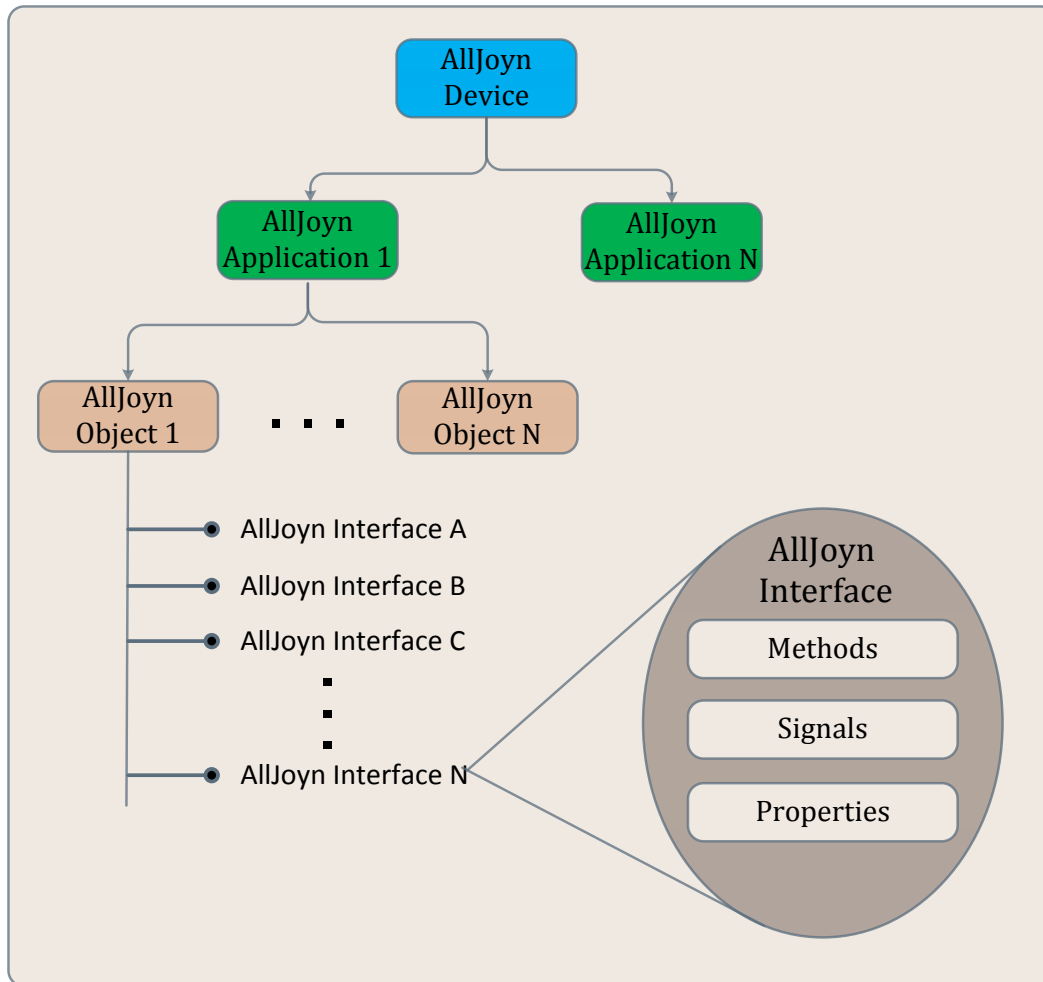 AllJoyn
Device
AllJoyn
Application 1
AllJoyn
Application N
AllJoyn
Object 1
AllJoyn
Object N
AllJoyn Interface A
AllJoyn Interface B
AllJoyn Interface C
AllJoyn Interface N
AllJoyn
Interface
Methods
Signals
Properties